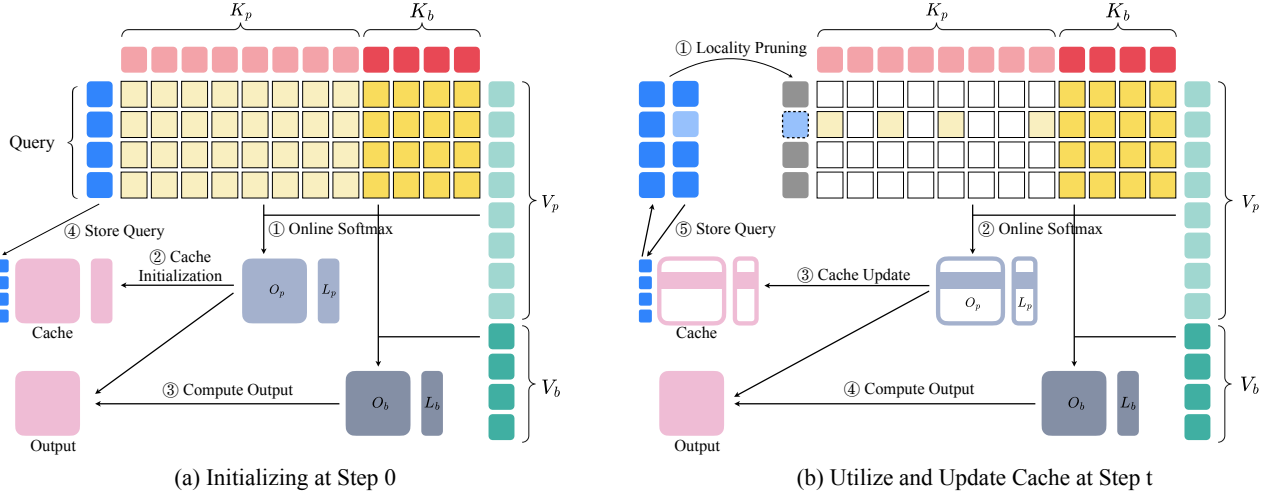 K_p
K_b
Query
④ Store Query
① Online Softmax
② Cache
Initialization
O_p
L_p
V_p
Cache
③ Compute Output
O_b
L_b
V_b
Output
(a) Initializing at Step 0
K_p
K_b
① Locality Pruning
⑤ Store Query
② Online Softmax
V_p
③ Cache Update
O_p
L_p
Cache
④ Compute Output
O_b
L_b
V_b
Output
(b) Utilize and Update Cache at Step t